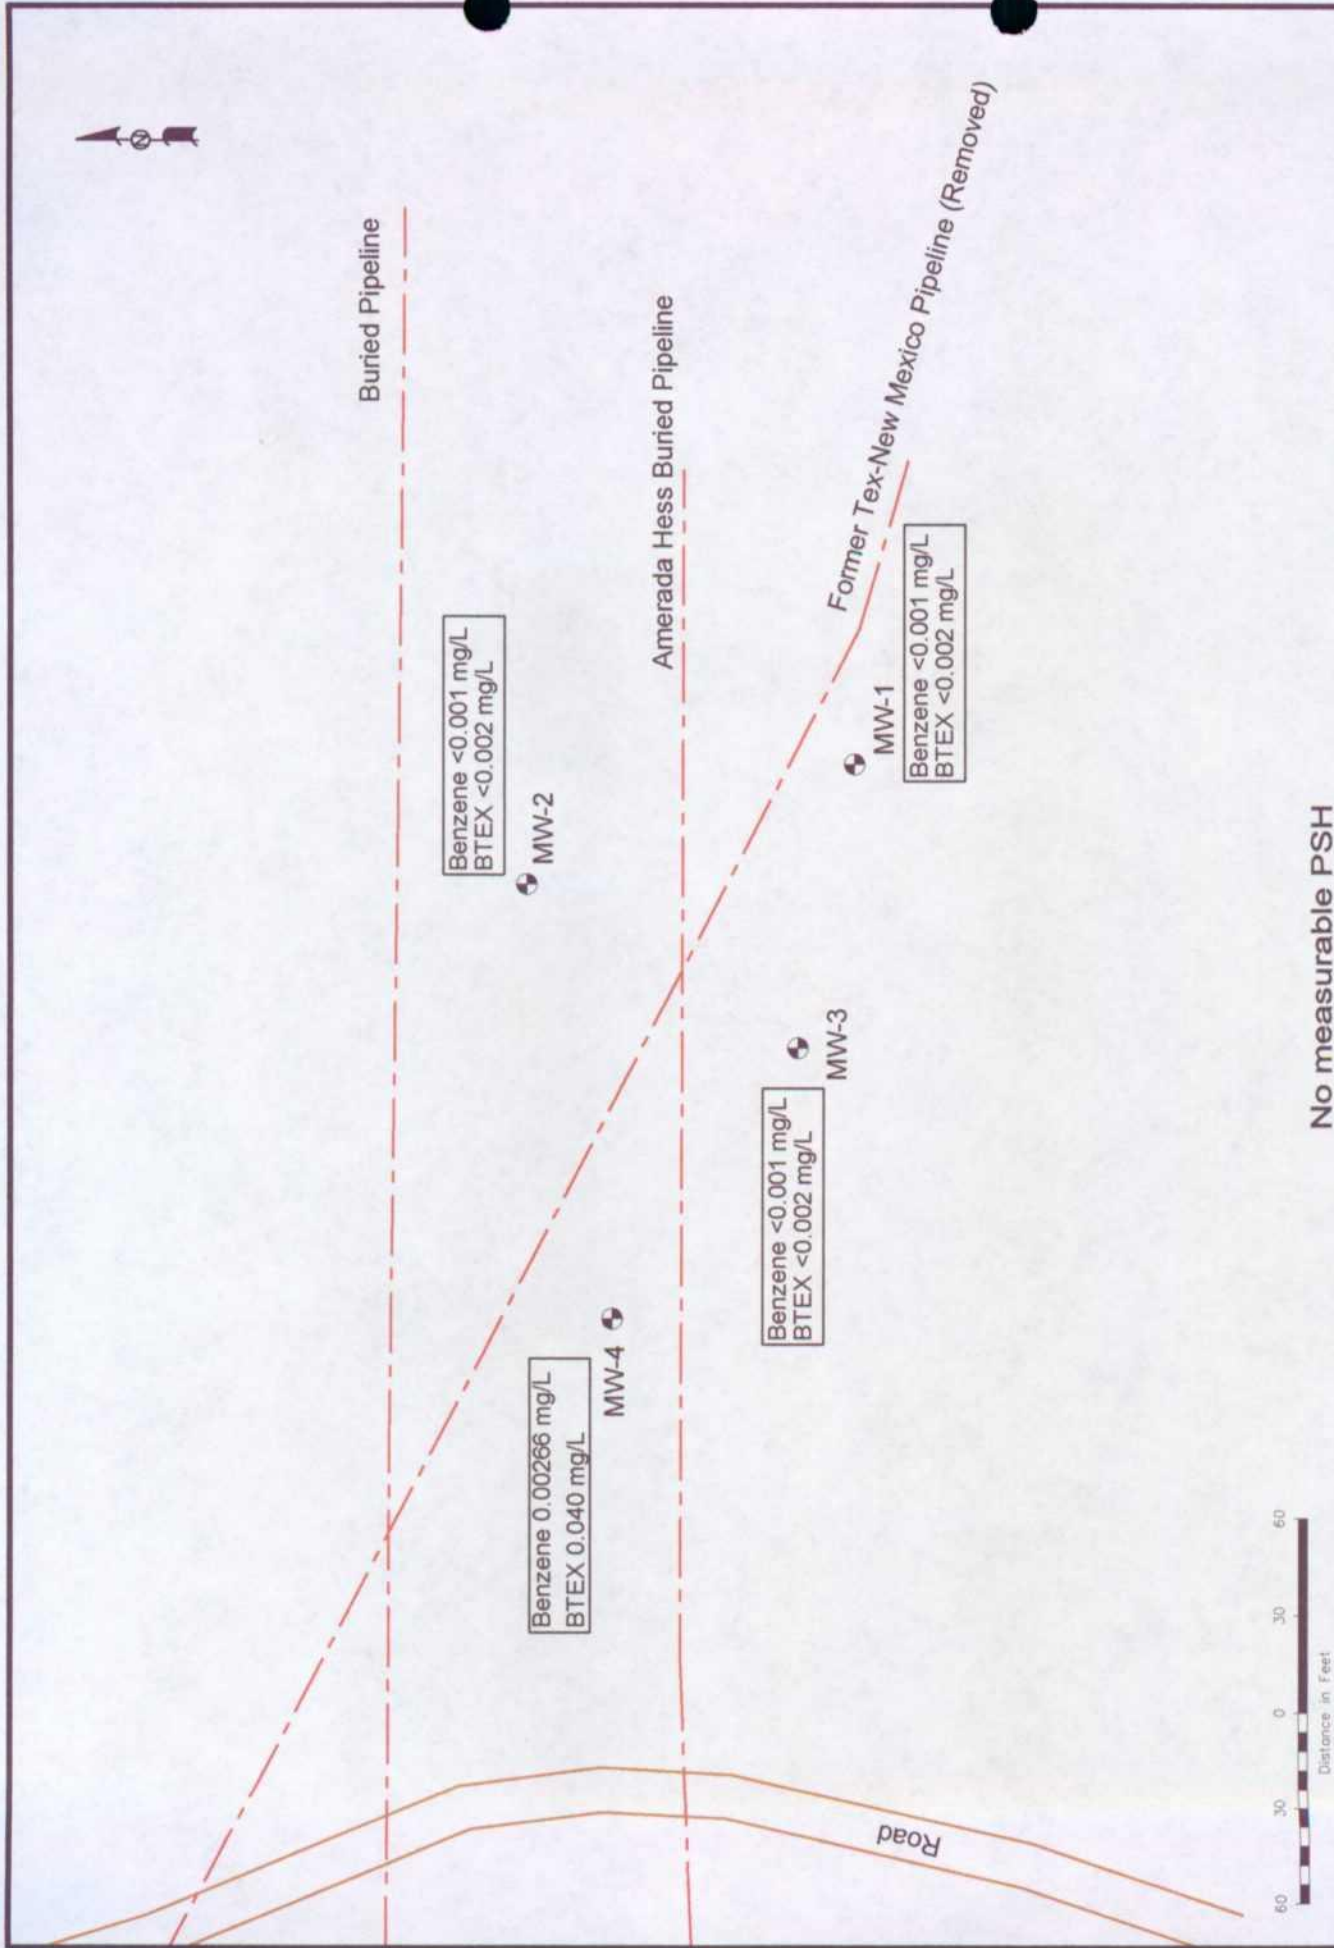 N
Buried Pipeline
Benzene <0.001 mg/L
BTEX <0.002 mg/L
MW-2
Amerada Hess Buried Pipeline
Former Tex-New Mexico Pipeline (Removed)
Benzene 0.00266 mg/L
BTEX 0.040 mg/L
MW-4
Benzene <0.001 mg/L
BTEX <0.002 mg/L
MW-3
MW-1
Benzene <0.001 mg/L
BTEX <0.002 mg/L
Road
60 30 0 30 60
Distance in Feet
No measurable PSH